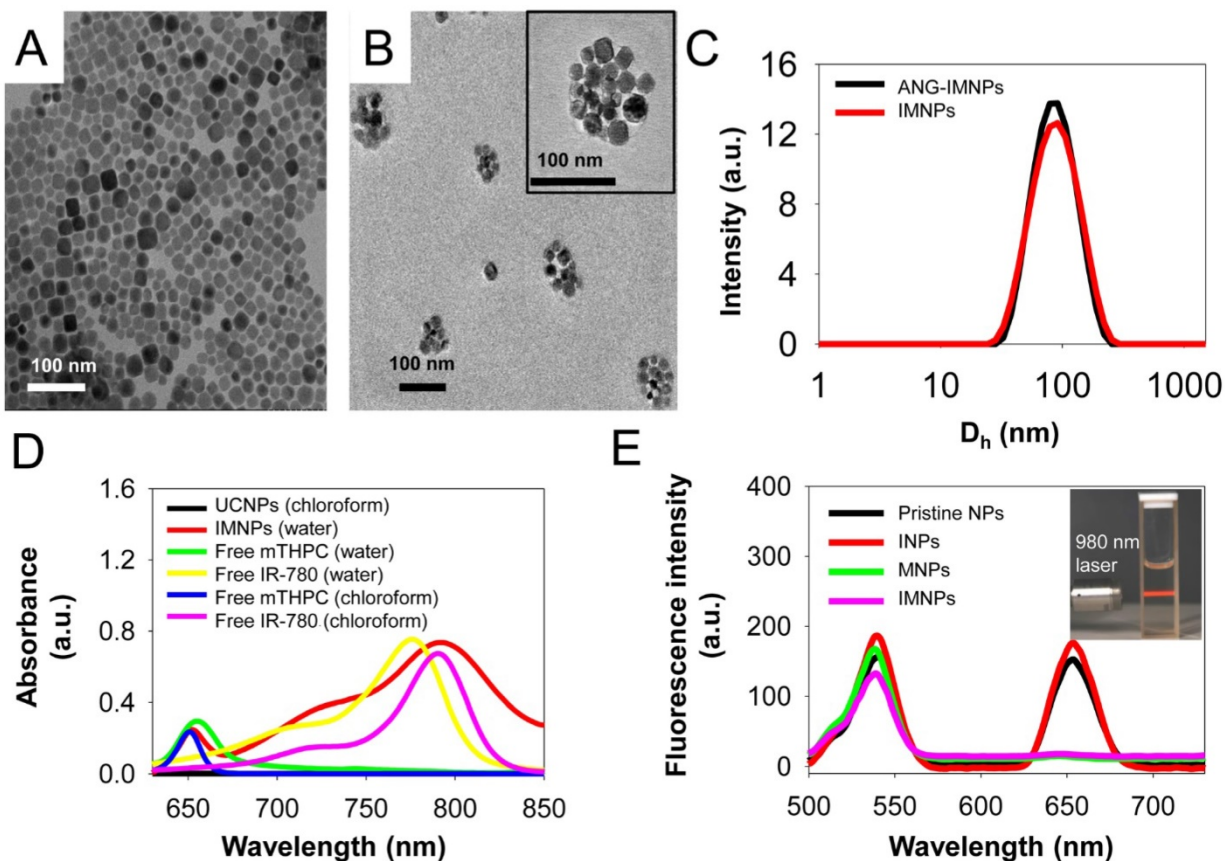 A
100 nm
B
100 nm
100 nm
C
Intensity (a.u.)
16
12
8
4
0
ANG-IMNPs
IMNPs
1
10
100
1000
Dₕ (nm)
D
Absorbance
(a.u.)
1.6
1.2
0.8
0.4
0.0
UCNPs (chloroform)
IMNPs (water)
Free mTHPC (water)
Free IR-780 (water)
Free mTHPC (chloroform)
Free IR-780 (chloroform)
650
700
750
800
850
Wavelength (nm)
E
Fluorescence intensity
(a.u.)
400
300
200
100
0
Pristine NPs
INPs
MNPs
IMNPs
980 nm
laser
500
550
600
650
700
Wavelength (nm)